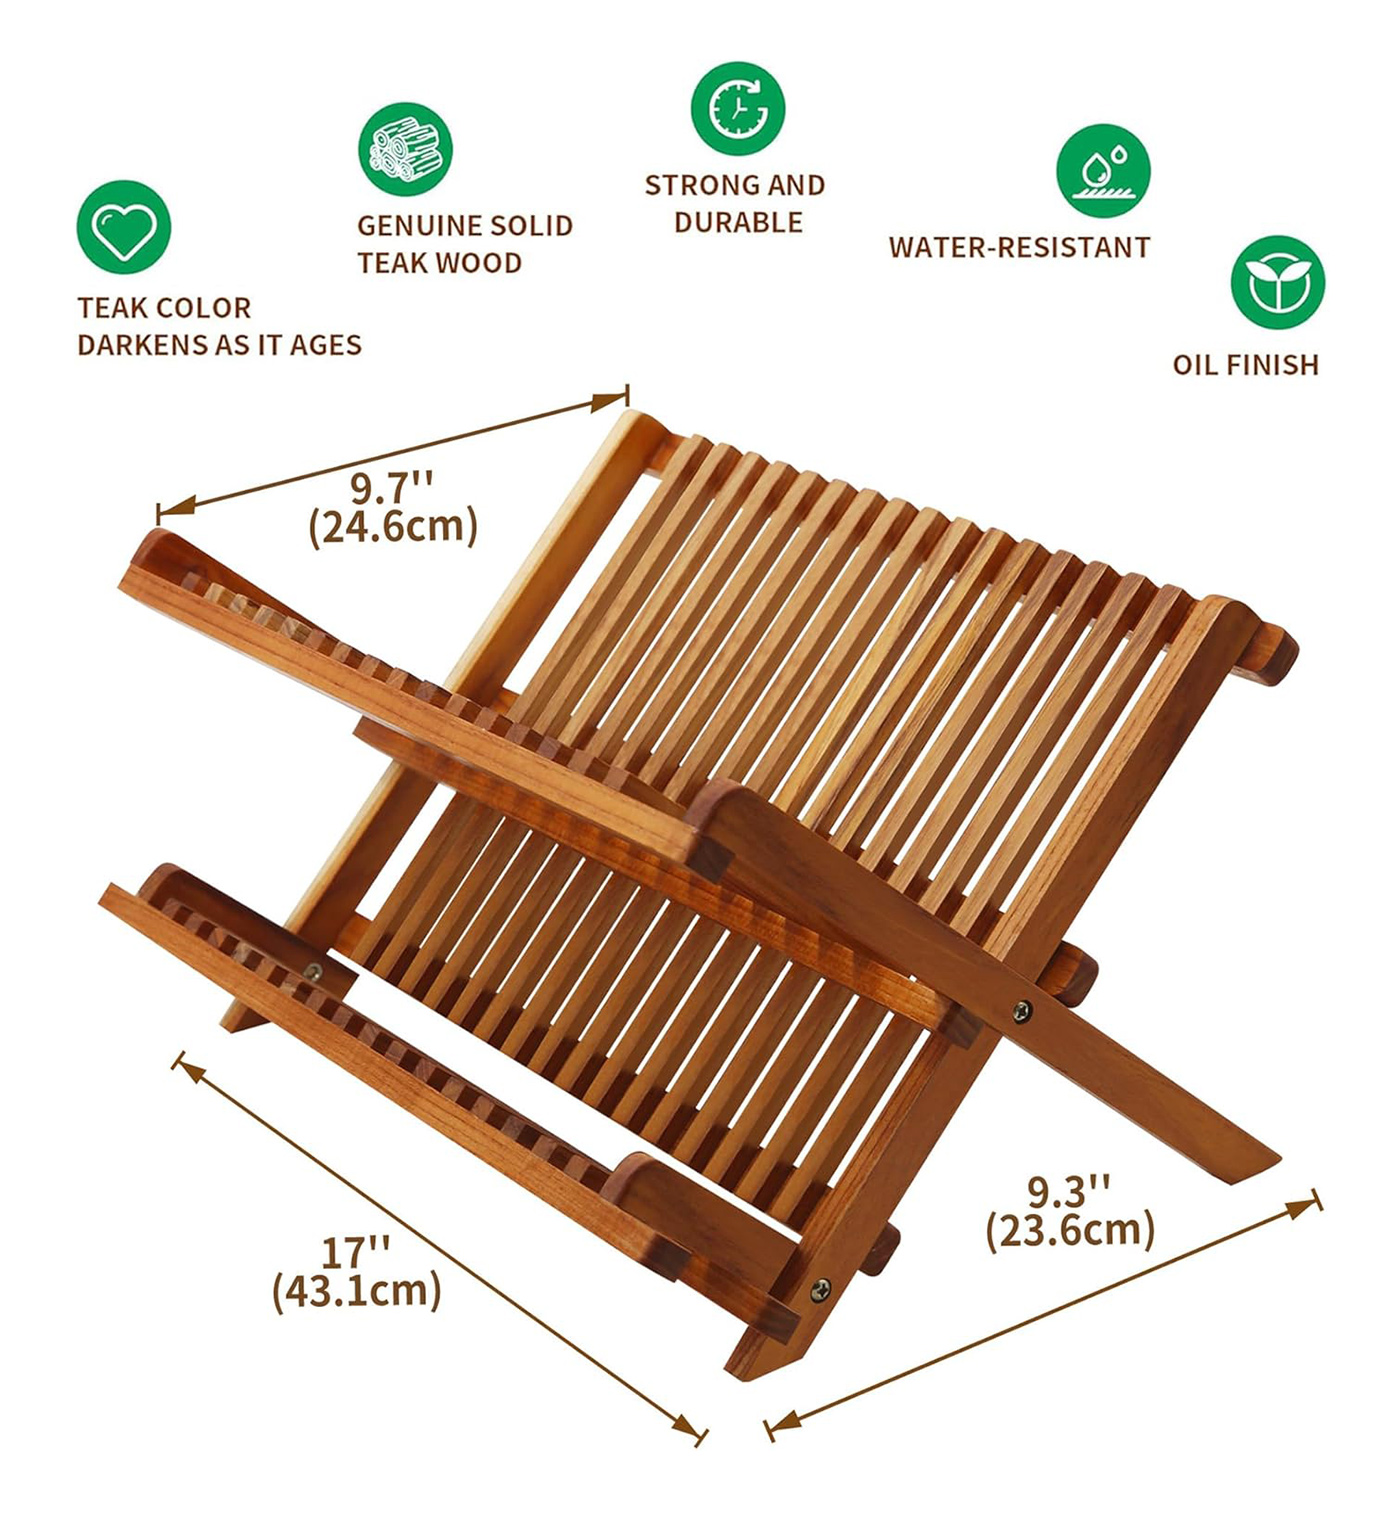 STRONG AND
DURABLE
GENUINE SOLID
TEAK WOOD
WATER-RESISTANT
TEAK COLOR
DARKENS AS IT AGES
OIL FINISH
9.7''
(24.6cm)
9.3''
(23.6cm)
17''
(43.1cm)